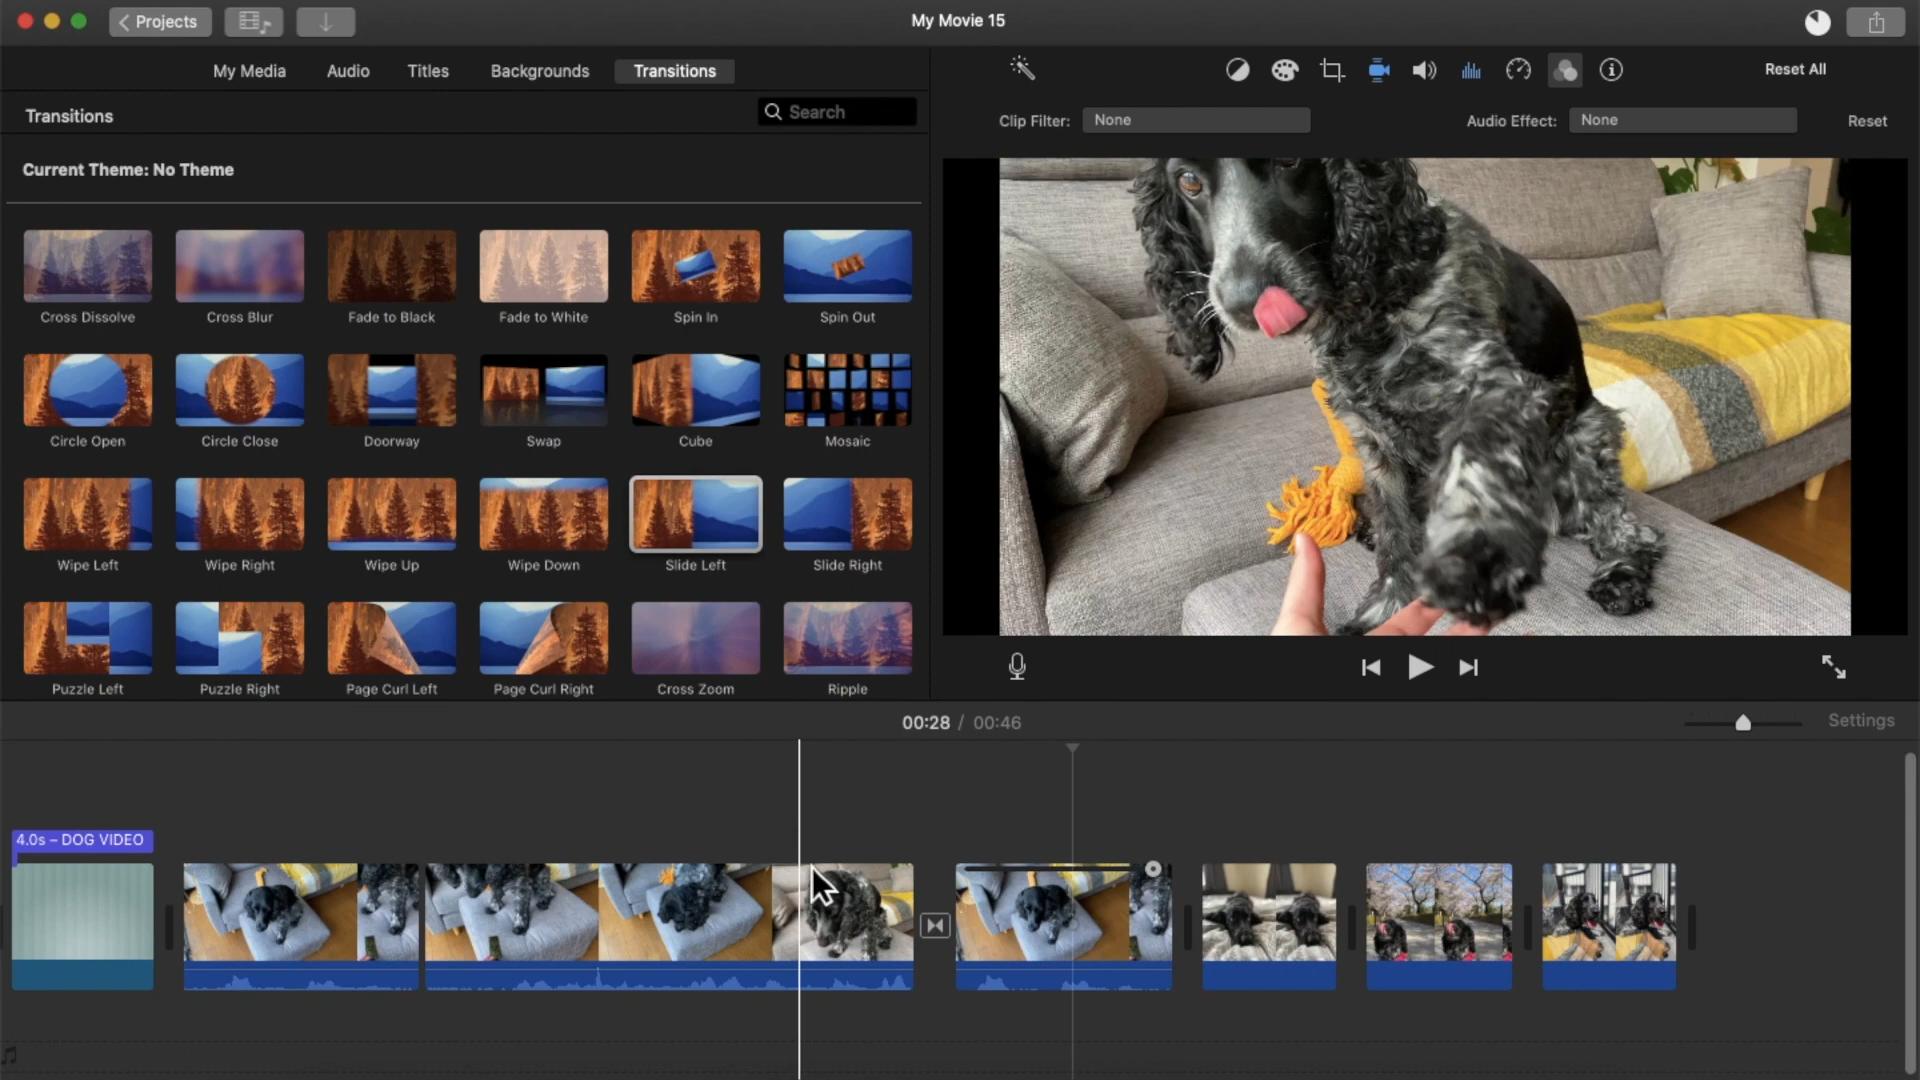 Projects
My Movie 15
My Media
Audio
Titles
Backgrounds
Transitions
Reset All
Transitions
Search
Clip Filter:
None
Audio Effect:
None
Reset
Current Theme: No Theme
Cross Dissolve
Cross Blur
Fade to Black
Fade to White
Spin In
Spin Out
Circle Open
Circle Close
Doorway
Swap
Cube
Mosaic
Wipe Left
Wipe Right
Wipe Up
Wipe Down
Slide Left
Slide Right
Puzzle Left
Puzzle Right
Page Curl Left
Page Curl Right
Cross Zoom
Ripple
00:28 / 00:46
Settings
4.0s – DOG VIDEO